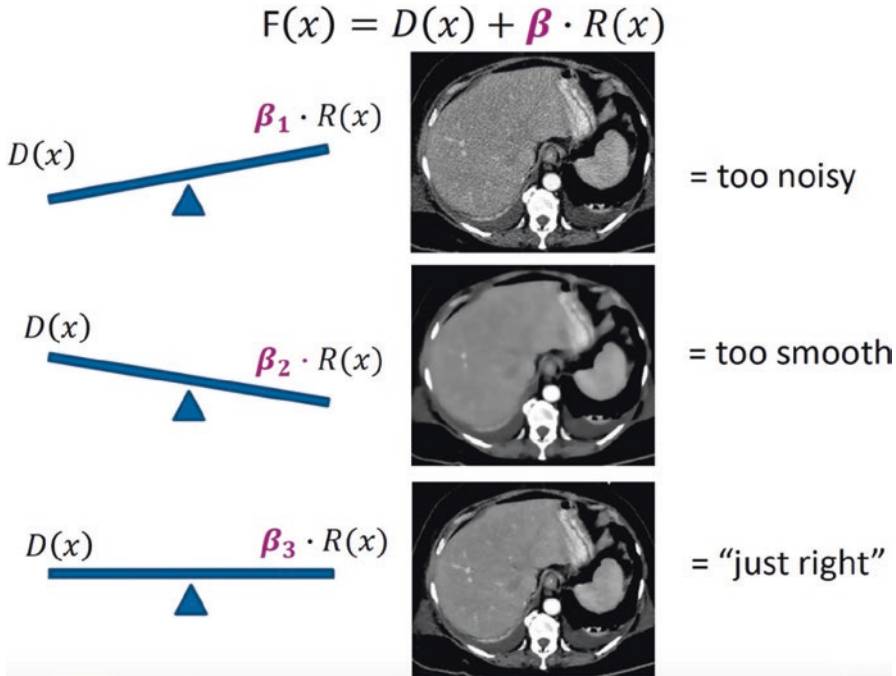 F(x) = D(x) + β · R(x)
β₁ · R(x)
D(x)
= too noisy
D(x)
β₂ · R(x)
= too smooth
D(x)
β₃ · R(x)
= “just right”